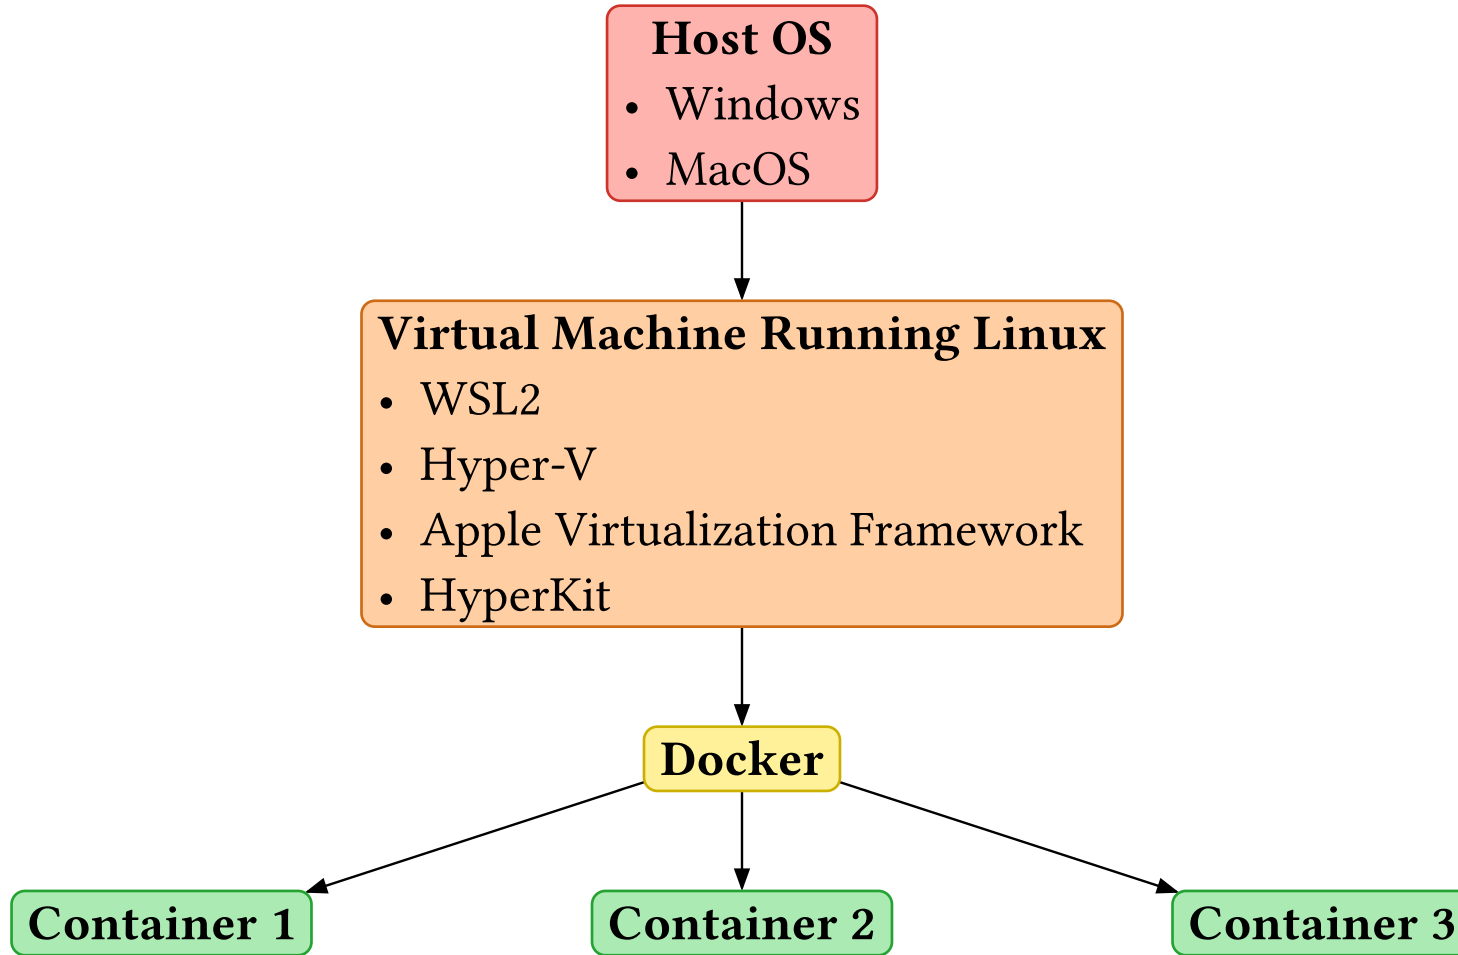 Host OS
• Windows
• MacOS
Virtual Machine Running Linux
• WSL2
• Hyper-V
• Apple Virtualization Framework
• HyperKit
Docker
Container 1
Container 2
Container 3